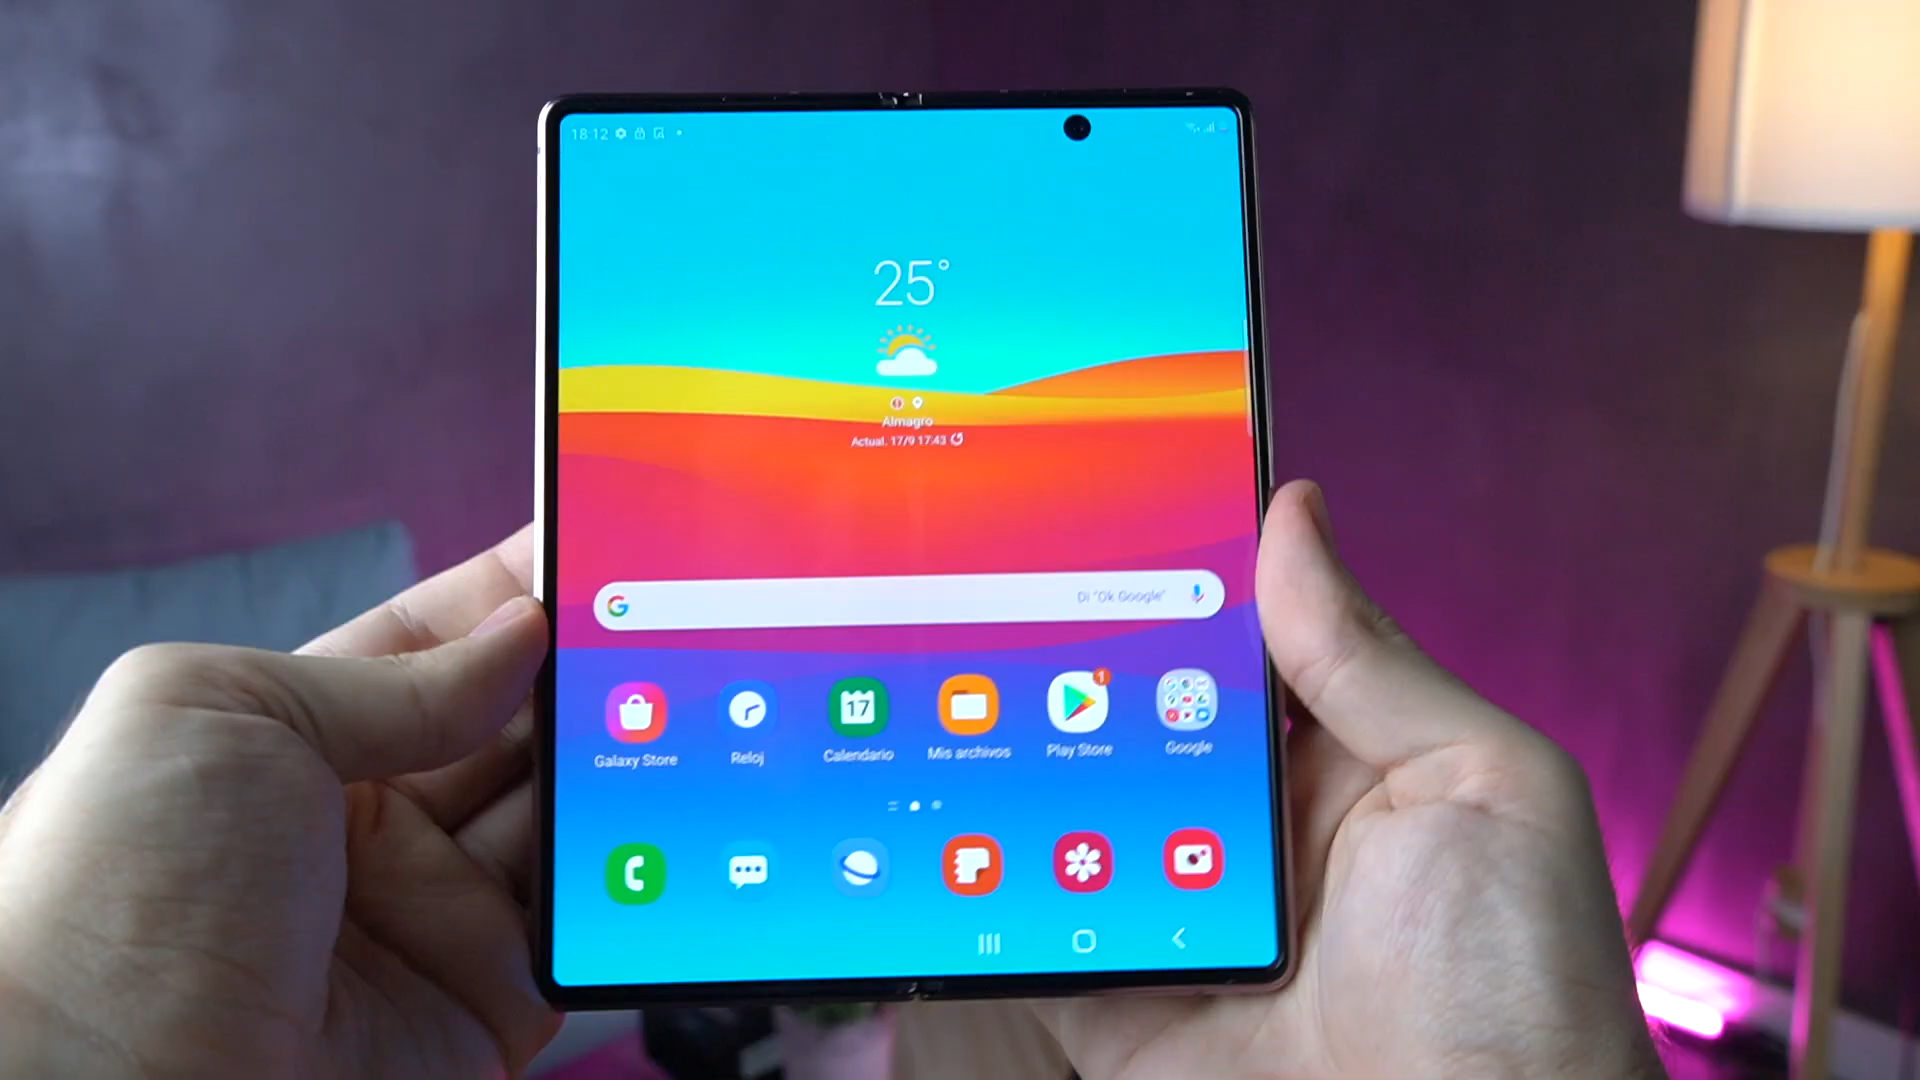 18:12
25°
Almagro
Actual. 17/9 17:43
G
Di "Ok Google"
17
1
Galaxy Store
Reloj
Calendario
Mis archivos
Play Store
Google